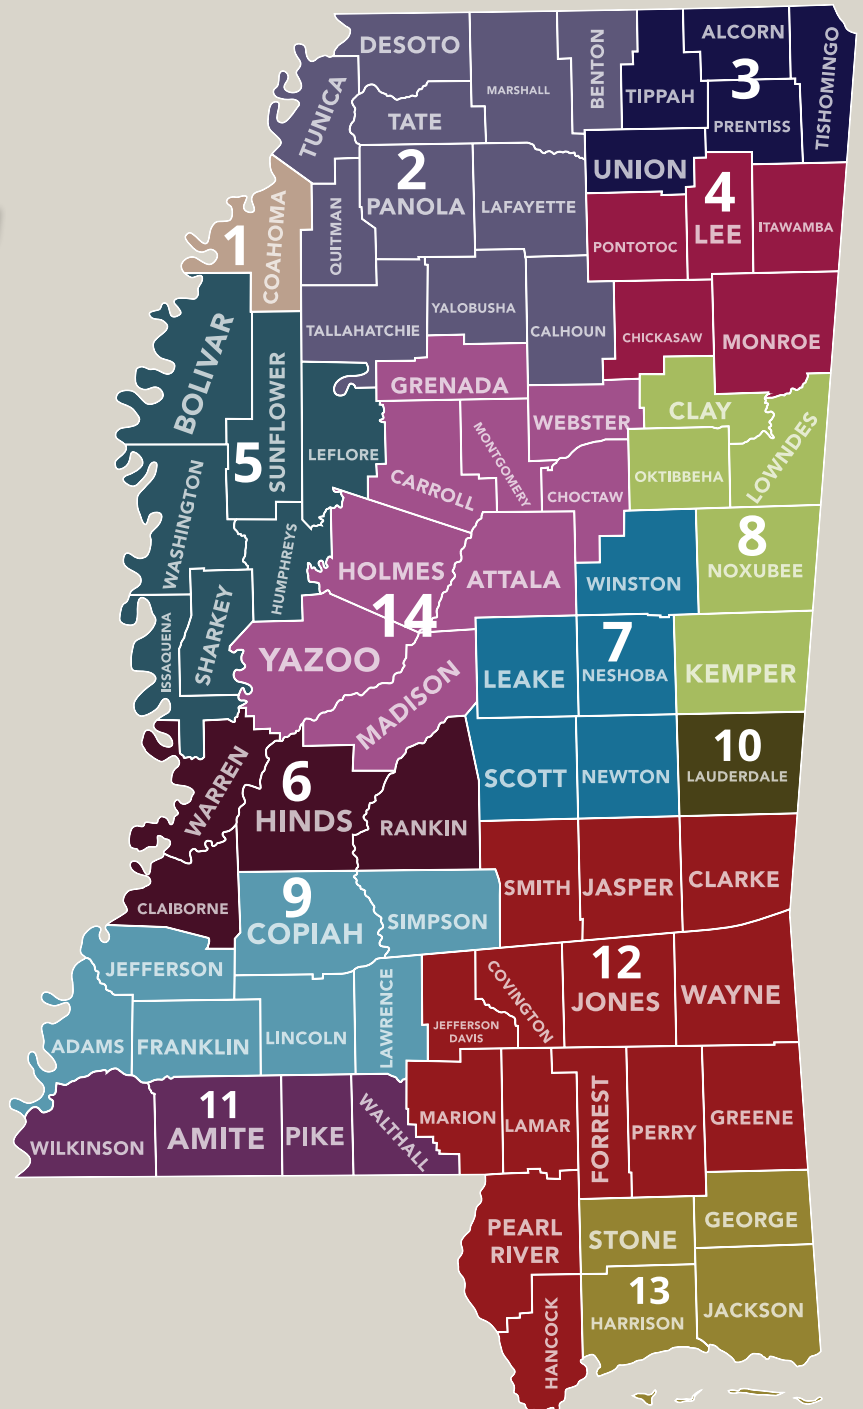 DESOTO
MARSHALL
BENTON
ALCORN
3
TIPPAH
PRENTISS
TISHOMINGO
TUNICA
TATE
UNION
2
PANOLA
LAFAYETTE
4
LEE
PONTOTOC
ITAWAMBA
1
COAHOMA
QUITMAN
TALLAHATCHIE
YALOBUSHA
CALHOUN
CHICKASAW
MONROE
BOLIVAR
5
SUNFLOWER
LEFLORE
GRENADA
WEBSTER
CLAY
LOWNDES
CARROLL
MONTGOMERY
CHOCTAW
OKTIBBEHA
WASHINGTON
HUMPHREYS
HOLMES
ATTALA
WINSTON
8
NOXUBEE
14
ISSAQUENA
SHARKEY
YAZOO
MADISON
LEAKE
7
NESHOBA
KEMPER
WARREN
6
HINDS
RANKIN
SCOTT
NEWTON
10
LAUDERDALE
CLAIBORNE
9
COPIAH
SIMPSON
SMITH
JASPER
CLARKE
JEFFERSON
LAWRENCE
JEFFERSON
DAVIS
COVINGTON
12
JONES
WAYNE
ADAMS
FRANKLIN
LINCOLN
WILKINSON
11
AMITE
PIKE
WALTHALL
MARION
LAMAR
FORREST
PERRY
GREENE
PEARL
RIVER
STONE
GEORGE
HANCOCK
13
HARRISON
JACKSON